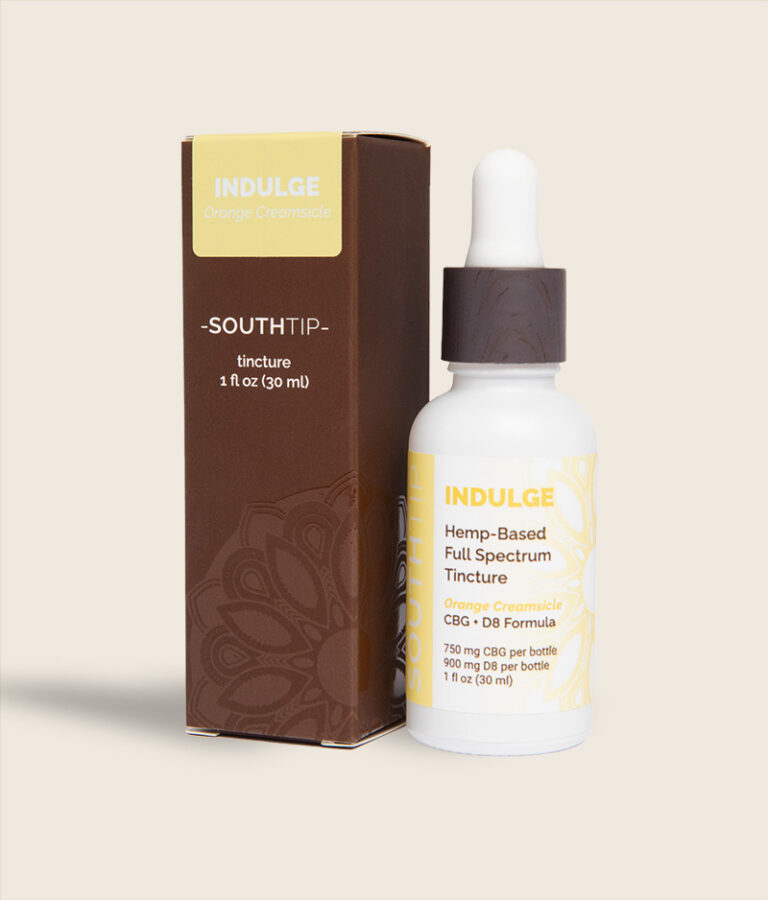 INDULGE
Orange Creamsicle
-SOUTHTIP-
tincture
1 fl oz (30 ml)
SOUTHTIP
INDULGE
Hemp-Based
Full Spectrum
Tincture
Orange Creamsicle
CBG + D8 Formula
750 mg CBG per bottle
900 mg D8 per bottle
1 fl oz (30 ml)